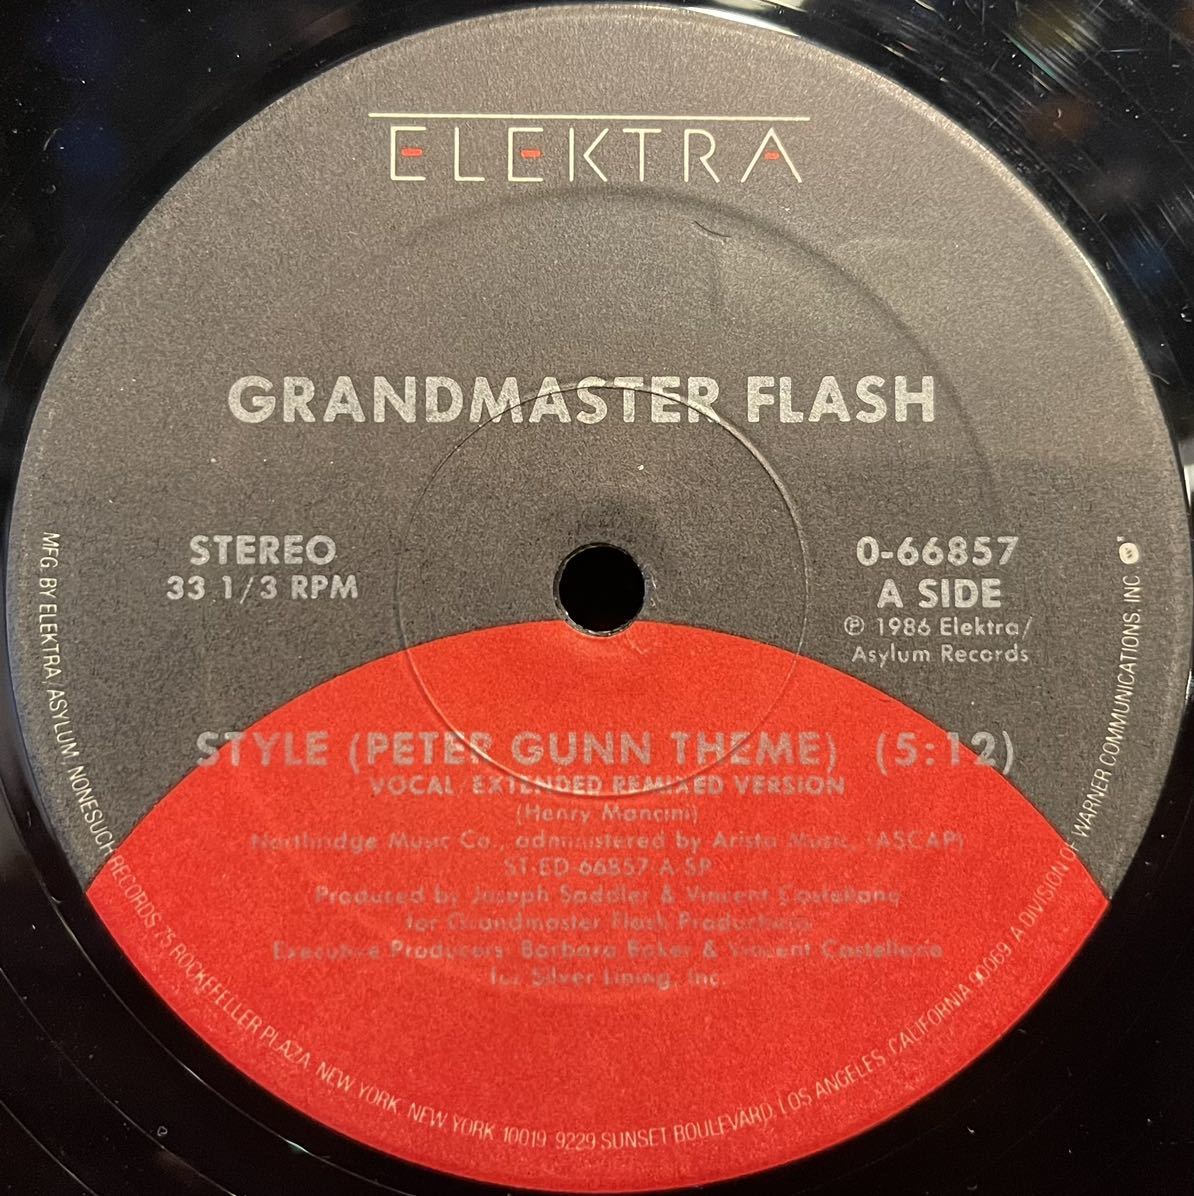 ELEKTRA
GRANDMASTER FLASH
STEREO
33 1/3 RPM
0-66857
A SIDE
℗ 1986 Elektra/
Asylum Records
STYLE (PETER GUNN THEME) (5:12)
VOCAL/EXTENDED REMIXED VERSION
(Henry Mancini)
Northridge Music Co., administered by Arista Music, (ASCAP)
ST-ED-66857-A-SP
Produced by Joseph Saddler & Vincent Castellano
for Grandmaster Flash Productions
Executive Producers: Barbara Baker & Vincent Castellano
for Silver Lining, Inc.
MFG. BY ELEKTRA/ASYLUM/NONESUCH RECORDS 75 ROCKEFELLER PLAZA, NEW YORK, NEW YORK 10019 9229 SUNSET BOULEVARD, LOS ANGELES, CALIFORNIA 90069 A DIVISION OF WARNER COMMUNICATIONS, INC.